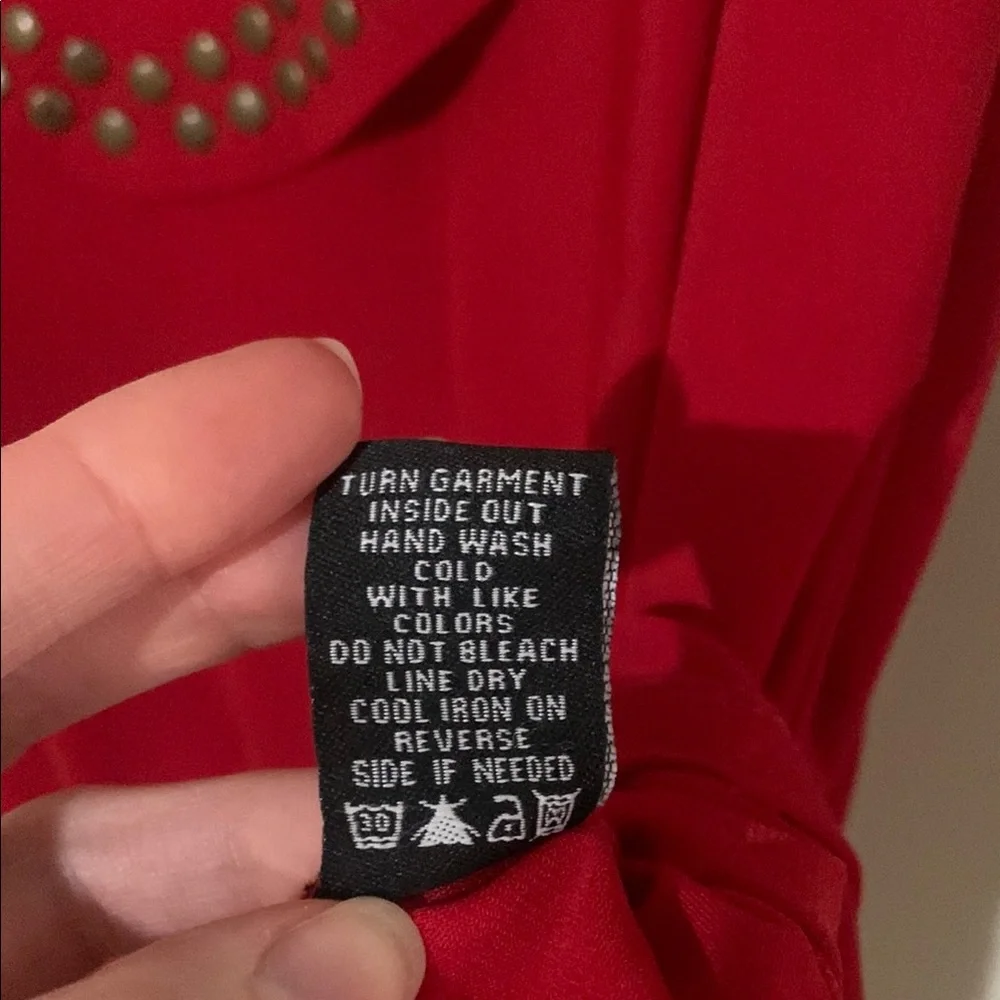 TURN GARMENT
INSIDE OUT
HAND WASH
COLD
WITH LIKE
COLORS
DO NOT BLEACH
LINE DRY
COOL IRON ON
REVERSE
SIDE IF NEEDED
30